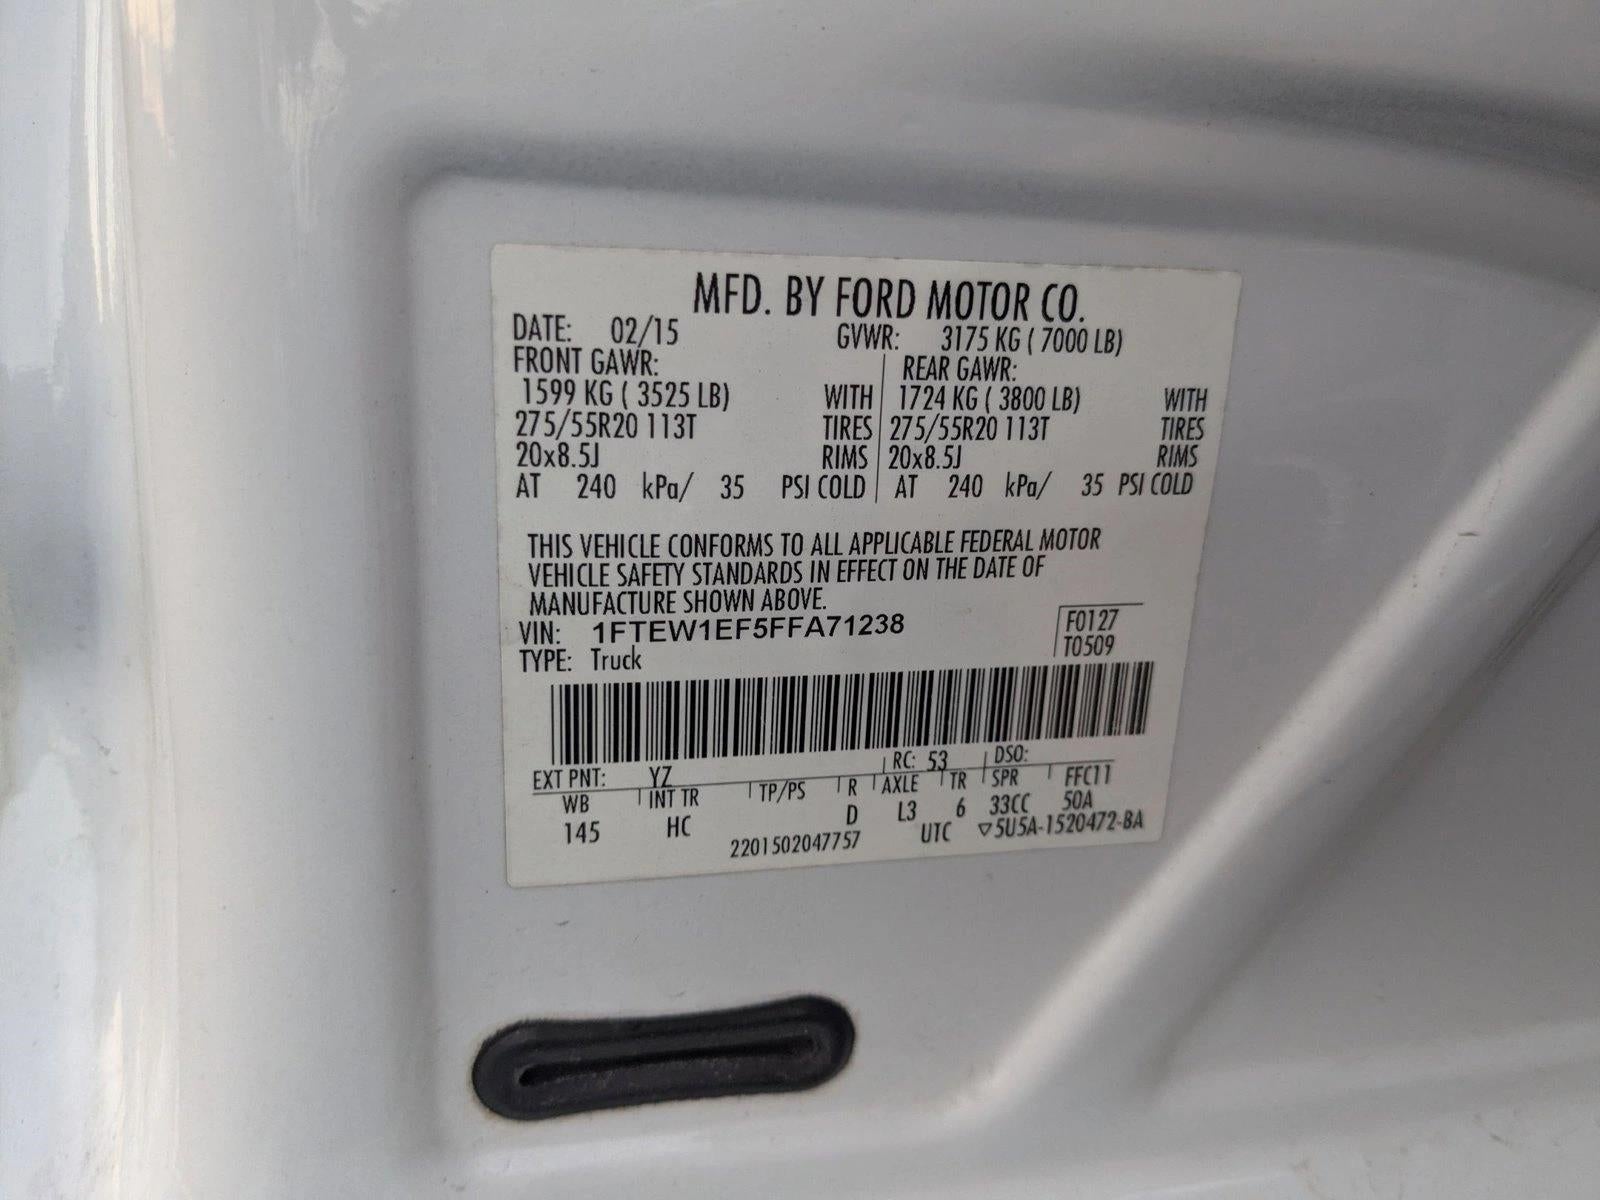 MFD. BY FORD MOTOR CO.
DATE: 02/15 GVWR: 3175 KG ( 7000 LB)
FRONT GAWR: REAR GAWR:
1599 KG ( 3525 LB) WITH 1724 KG ( 3800 LB) WITH
275/55R20 113T TIRES 275/55R20 113T TIRES
20x8.5J RIMS 20x8.5J RIMS
AT 240 kPa/ 35 PSI COLD AT 240 kPa/ 35 PSI COLD
THIS VEHICLE CONFORMS TO ALL APPLICABLE FEDERAL MOTOR
VEHICLE SAFETY STANDARDS IN EFFECT ON THE DATE OF
MANUFACTURE SHOWN ABOVE.
VIN: 1FTEW1EF5FFA71238 F0127
TYPE: Truck T0509
EXT PNT: YZ RC: 53 DSO:
WB INT TR TP/PS R AXLE TR SPR FFC11
145 HC D L3 6 33CC 50A
2201502047757 UTC ▽5U5A-1520472-BA